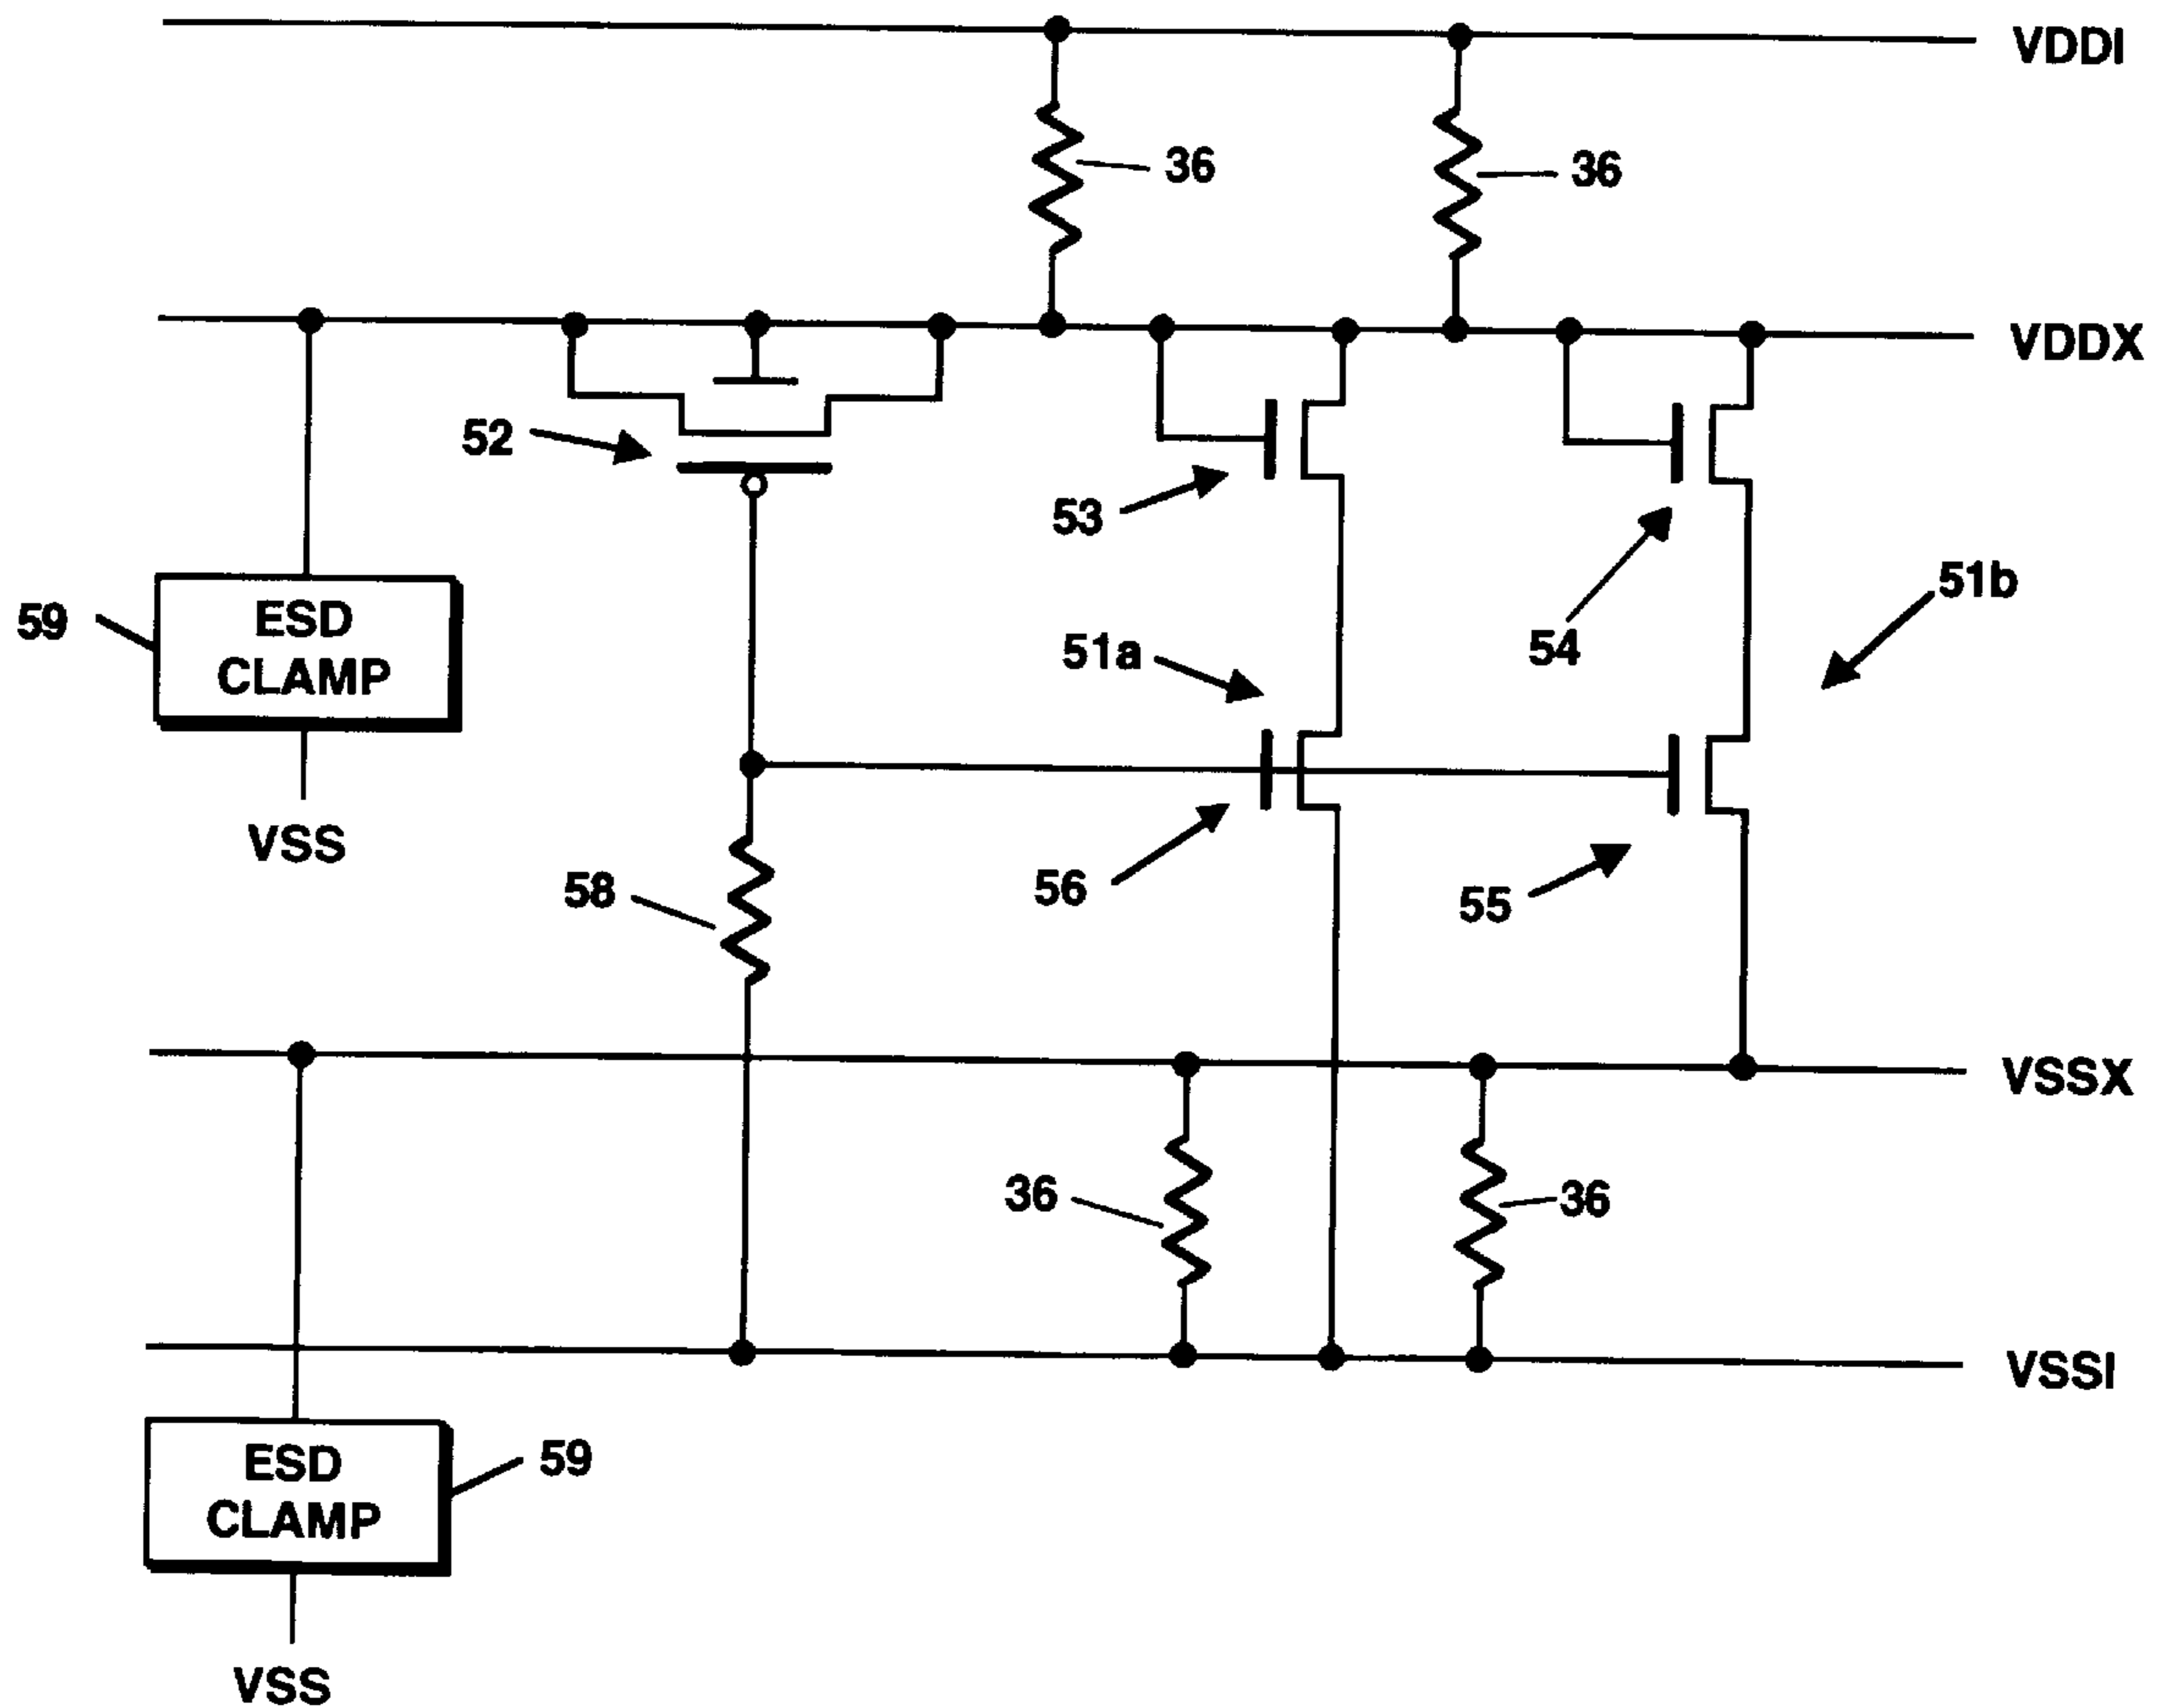 VDDI
36
36
VDDX
52
53
54
51b
59
ESD
CLAMP
51a
VSS
58
56
55
VSSX
36
36
VSSI
ESD
CLAMP
59
VSS